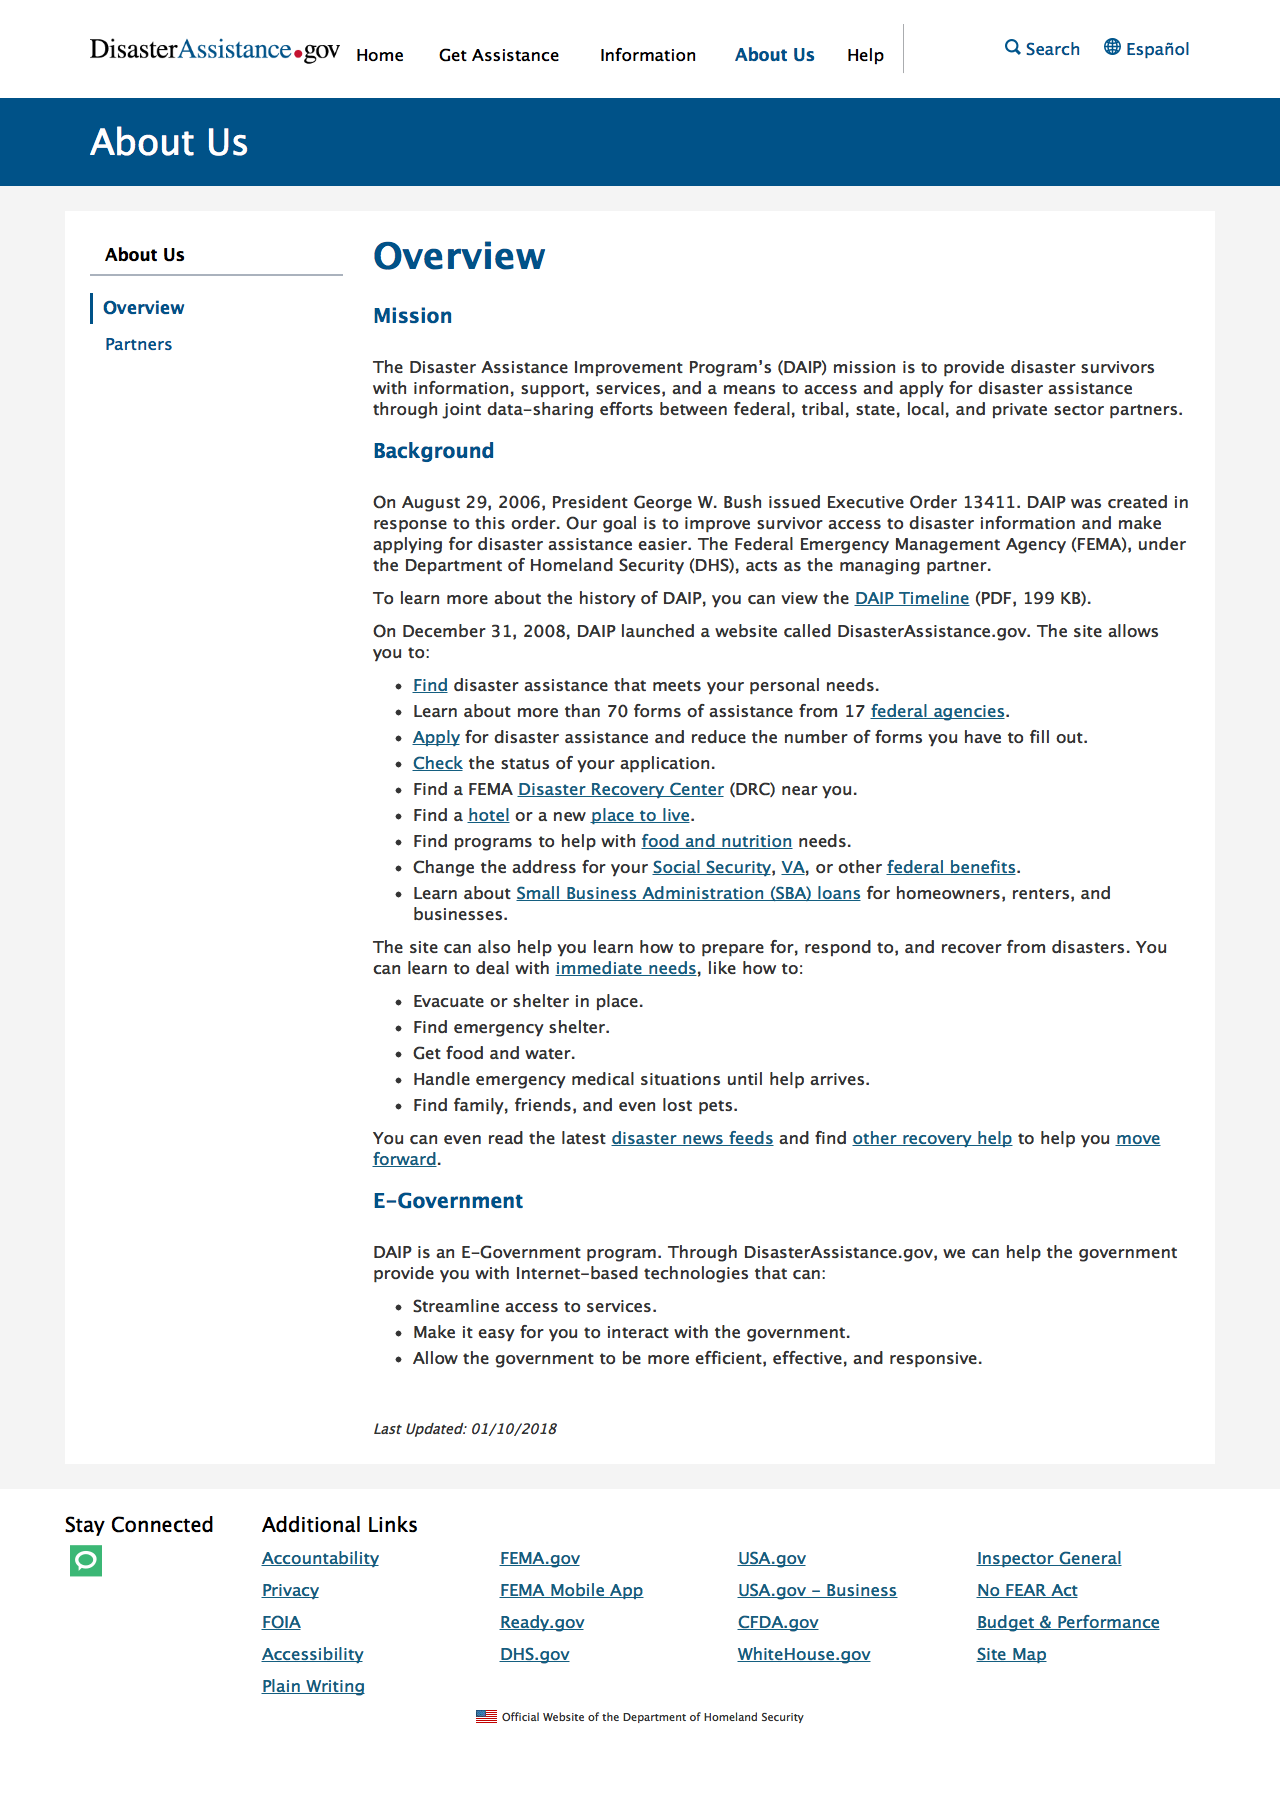 DisasterAssistance.gov Home Get Assistance Information About Us Help Search Español
About Us
About Us
Overview
Partners
Overview
Mission
The Disaster Assistance Improvement Program’s (DAIP) mission is to provide disaster survivors
with information, support, services, and a means to access and apply for disaster assistance
through joint data-sharing efforts between federal, tribal, state, local, and private sector partners.
Background
On August 29, 2006, President George W. Bush issued Executive Order 13411. DAIP was created in
response to this order. Our goal is to improve survivor access to disaster information and make
applying for disaster assistance easier. The Federal Emergency Management Agency (FEMA), under
the Department of Homeland Security (DHS), acts as the managing partner.
To learn more about the history of DAIP, you can view the DAIP Timeline (PDF, 199 KB).
On December 31, 2008, DAIP launched a website called DisasterAssistance.gov. The site allows
you to:
• Find disaster assistance that meets your personal needs.
• Learn about more than 70 forms of assistance from 17 federal agencies.
• Apply for disaster assistance and reduce the number of forms you have to fill out.
• Check the status of your application.
• Find a FEMA Disaster Recovery Center (DRC) near you.
• Find a hotel or a new place to live.
• Find programs to help with food and nutrition needs.
• Change the address for your Social Security, VA, or other federal benefits.
• Learn about Small Business Administration (SBA) loans for homeowners, renters, and
businesses.
The site can also help you learn how to prepare for, respond to, and recover from disasters. You
can learn to deal with immediate needs, like how to:
• Evacuate or shelter in place.
• Find emergency shelter.
• Get food and water.
• Handle emergency medical situations until help arrives.
• Find family, friends, and even lost pets.
You can even read the latest disaster news feeds and find other recovery help to help you move
forward.
E-Government
DAIP is an E-Government program. Through DisasterAssistance.gov, we can help the government
provide you with Internet-based technologies that can:
• Streamline access to services.
• Make it easy for you to interact with the government.
• Allow the government to be more efficient, effective, and responsive.
Last Updated: 01/10/2018
Stay Connected
Additional Links
Accountability
Privacy
FOIA
Accessibility
Plain Writing
FEMA.gov
FEMA Mobile App
Ready.gov
DHS.gov
USA.gov
USA.gov - Business
CFDA.gov
WhiteHouse.gov
Inspector General
No FEAR Act
Budget & Performance
Site Map
Official Website of the Department of Homeland Security